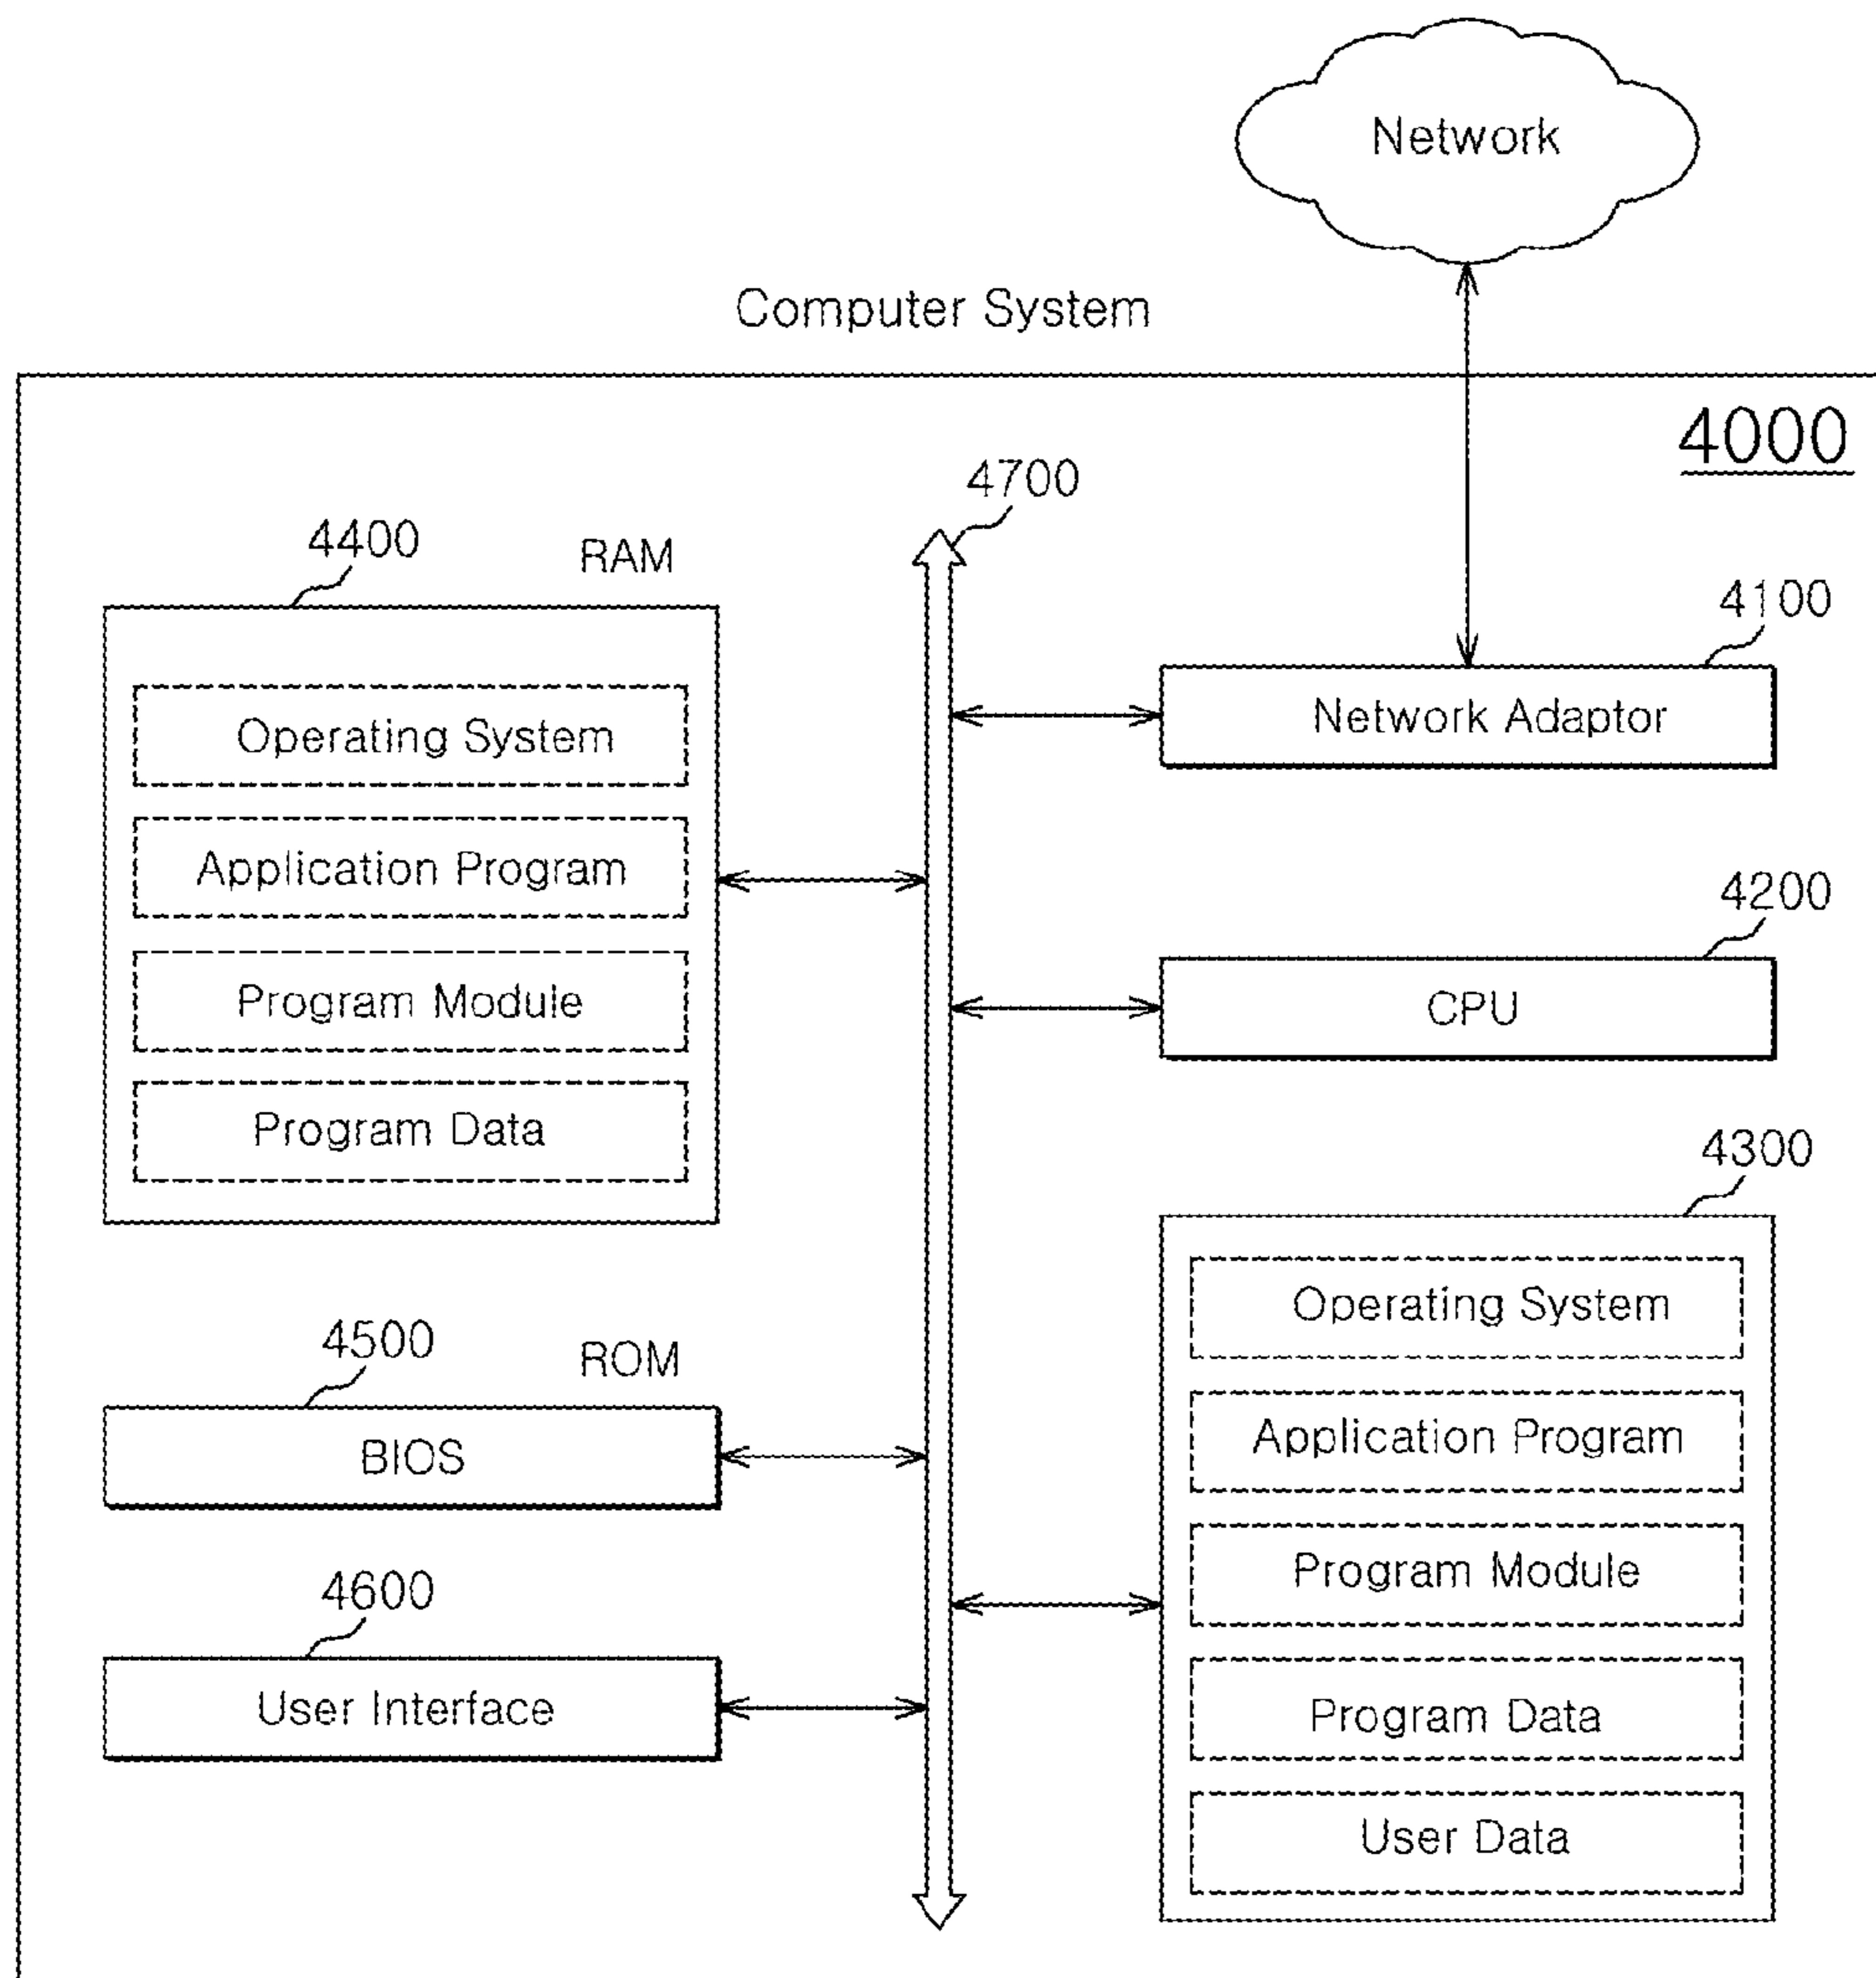 Network
Computer System
4000
4700
4400
RAM
Operating System
Application Program
Program Module
Program Data
4100
Network Adaptor
4200
CPU
4300
Operating System
Application Program
Program Module
Program Data
User Data
4500
ROM
BIOS
4600
User Interface